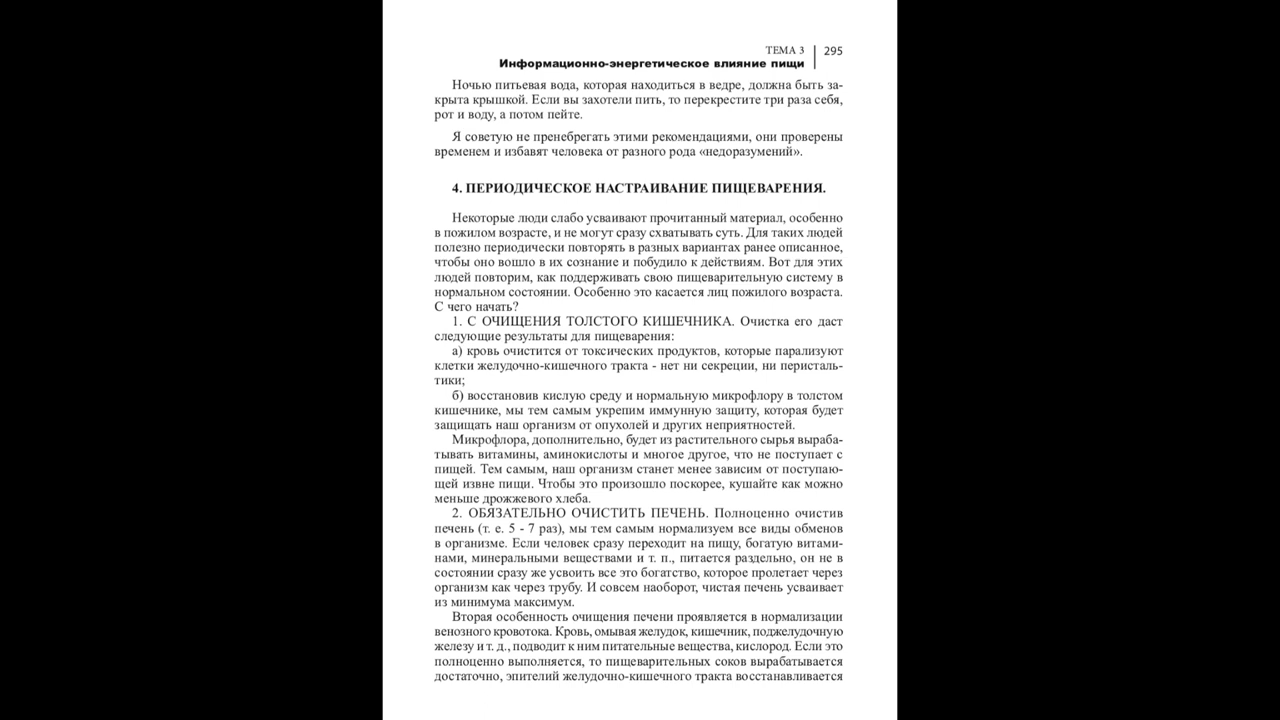 ТЕМА 3
Информационно-энергетическое влияние пищи
295
Ночью питьевая вода, которая находиться в ведре, должна быть за-
крыта крышкой. Если вы захотели пить, то перекрестите три раза себя,
рот и воду, а потом пейте.
Я советую не пренебрегать этими рекомендациями, они проверены
временем и избавят человека от разного рода «недоразумений».
4. ПЕРИОДИЧЕСКОЕ НАСТРАИВАНИЕ ПИЩЕВАРЕНИЯ.
Некоторые люди слабо усваивают прочитанный материал, особенно
в пожилом возрасте, и не могут сразу схватывать суть. Для таких людей
полезно периодически повторять в разных вариантах ранее описанное,
чтобы оно вошло в их сознание и побудило к действиям. Вот для этих
людей повторим, как поддерживать свою пищеварительную систему в
нормальном состоянии. Особенно это касается лиц пожилого возраста.
С чего начать?
1. С ОЧИЩЕНИЯ ТОЛСТОГО КИШЕЧНИКА. Очистка его даст
следующие результаты для пищеварения:
а) кровь очистится от токсических продуктов, которые парализуют
клетки желудочно-кишечного тракта - нет ни секреции, ни перисталь-
тики;
б) восстановив кислую среду и нормальную микрофлору в толстом
кишечнике, мы тем самым укрепим иммунную защиту, которая будет
защищать наш организм от опухолей и других неприятностей.
Микрофлора, дополнительно, будет из растительного сырья выраба-
тывать витамины, аминокислоты и многое другое, что не поступает с
пищей. Тем самым, наш организм станет менее зависим от поступаю-
щей извне пищи. Чтобы это произошло поскорее, кушайте как можно
меньше дрожжевого хлеба.
2. ОБЯЗАТЕЛЬНО ОЧИСТИТЬ ПЕЧЕНЬ. Полноценно очистив
печень (т. е. 5 - 7 раз), мы тем самым нормализуем все виды обменов
в организме. Если человек сразу переходит на пищу, богатую витами-
нами, минеральными веществами и т. п., питается раздельно, он не в
состоянии сразу же усвоить все это богатство, которое пролетает через
организм как через трубу. И совсем наоборот, чистая печень усваивает
из минимума максимум.
Вторая особенность очищения печени проявляется в нормализации
венозного кровотока. Кровь, омывая желудок, кишечник, поджелудочную
железу и т. д., подводит к ним питательные вещества, кислород. Если это
полноценно выполняется, то пищеварительных соков вырабатывается
достаточно, эпителий желудочно-кишечного тракта восстанавливается